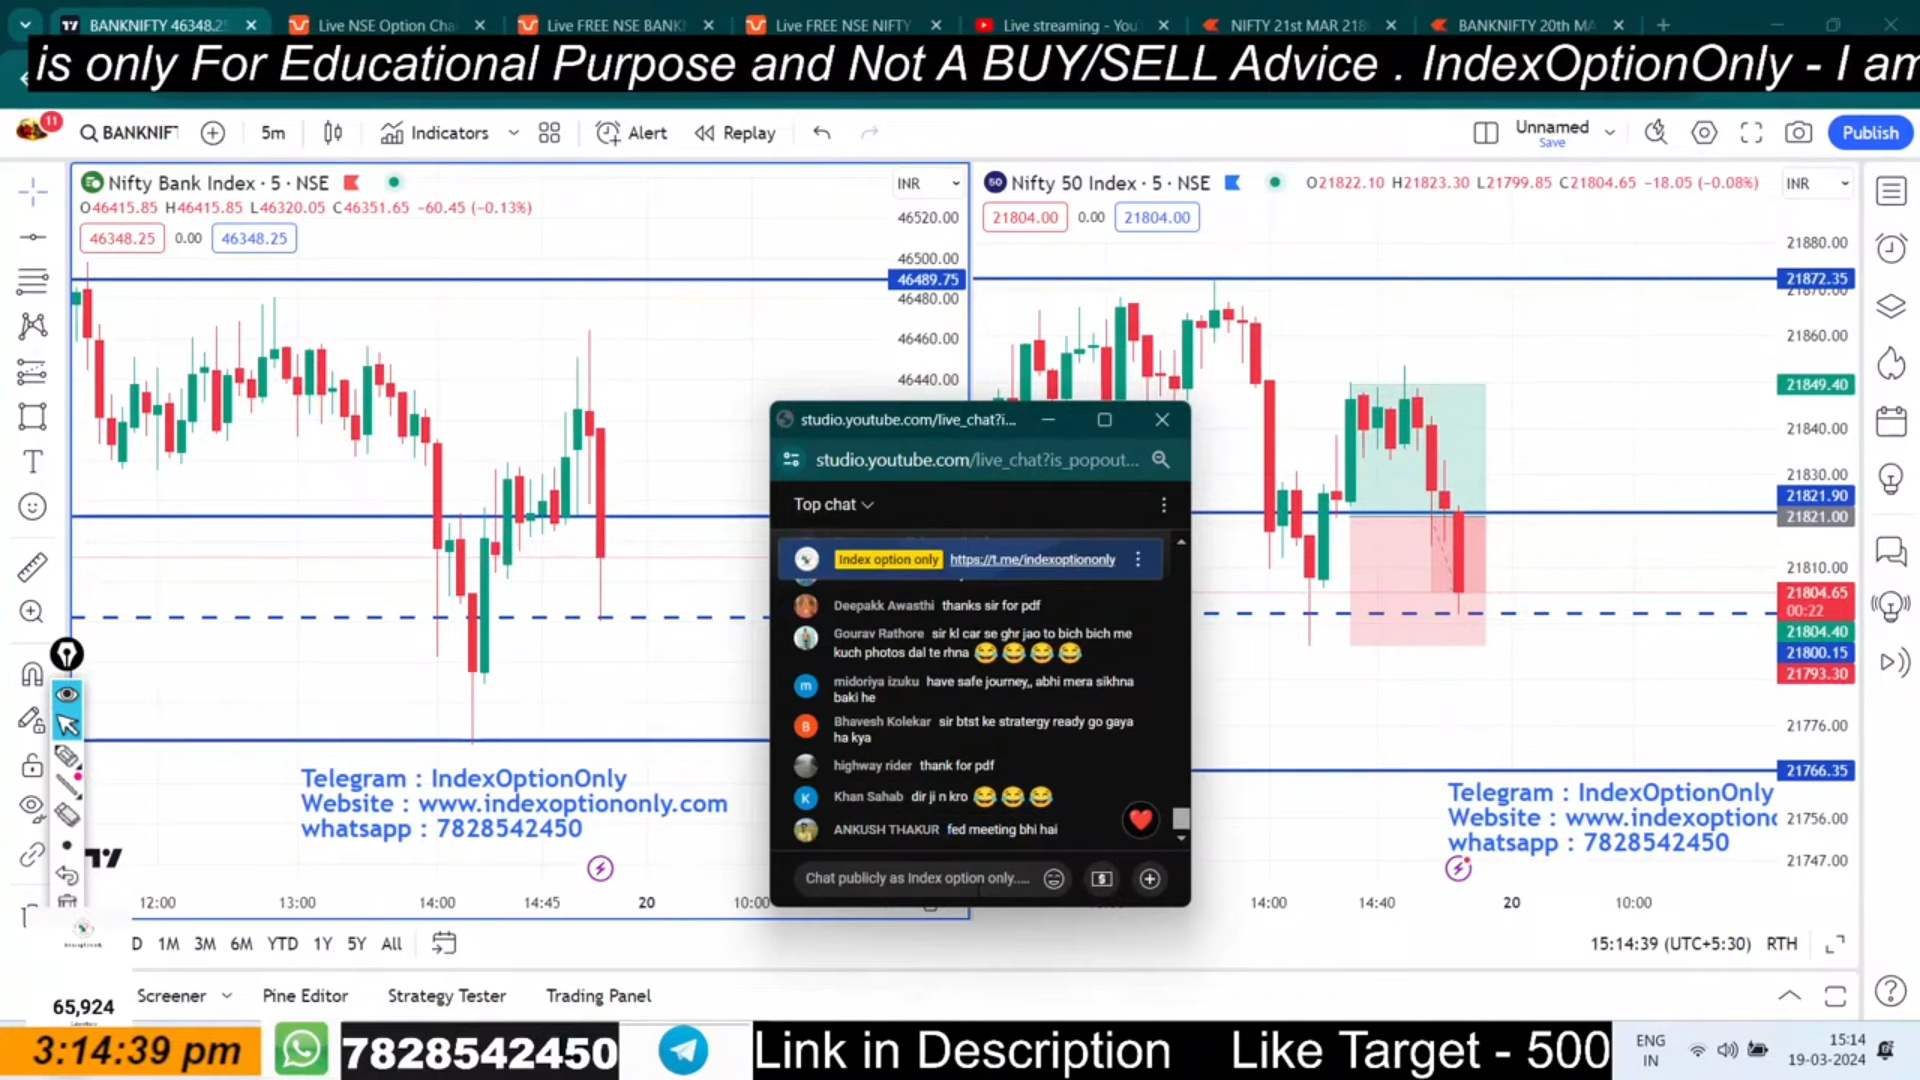 BANKNIFTY 46348.25
Live NSE Option Cha
Live FREE NSE BANK
Live FREE NSE NIFTY
Live streaming - You
NIFTY 21st MAR 218
BANKNIFTY 20th MA
is only For Educational Purpose and Not A BUY/SELL Advice . IndexOptionOnly - I am
11
BANKNIFT
5m
Indicators
Alert
Replay
Unnamed
Save
Publish
Nifty Bank Index · 5 · NSE
INR
O46415.85 H46415.85 L46320.05 C46351.65 −60.45 (−0.13%)
46348.25 0.00 46348.25
46520.00
46500.00
46489.75
46480.00
46460.00
46440.00
50 Nifty 50 Index · 5 · NSE
O21822.10 H21823.30 L21799.85 C21804.65 −18.05 (−0.08%)
INR
21804.00 0.00 21804.00
21880.00
21872.35
21870.00
21860.00
21849.40
21840.00
21830.00
21821.90
21821.00
21810.00
21804.65
00:22
21804.40
21800.15
21793.30
21776.00
21766.35
21756.00
21747.00
studio.youtube.com/live_chat?i...
studio.youtube.com/live_chat?is_popout...
Top chat
Index option only https://t.me/indexoptiononly
Deepakk Awasthi thanks sir for pdf
Gourav Rathore sir kl car se ghr jao to bich bich me
kuch photos dal te rhna 😂😂😂😂
m midoriya izuku have safe journey,, abhi mera sikhna
baki he
B Bhavesh Kolekar sir btst ke stratergy ready go gaya
ha kya
highway rider thank for pdf
K Khan Sahab dir ji n kro 😂😂😂
ANKUSH THAKUR fed meeting bhi hai
Chat publicly as Index option only.....
Telegram : IndexOptionOnly
Website : www.indexoptiononly.com
whatsapp : 7828542450
Telegram : IndexOptionOnly
Website : www.indexoptiono
whatsapp : 7828542450
12:00 13:00 14:00 14:45 20 10:00
14:00 14:40 20 10:00
D 1M 3M 6M YTD 1Y 5Y All
15:14:39 (UTC+5:30) RTH
65,924
Screener Pine Editor Strategy Tester Trading Panel
3:14:39 pm
7828542450
Link in Description Like Target - 500
ENG
IN
15:14
19-03-2024